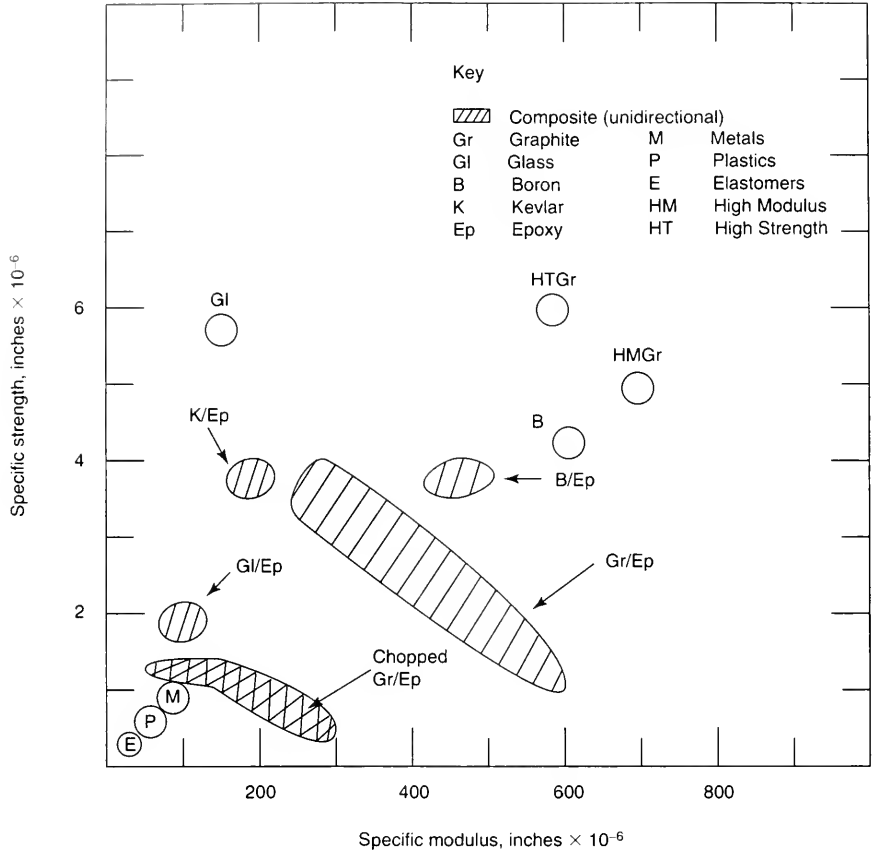 Key
Composite (unidirectional)
Gr Graphite M Metals
Gl Glass P Plastics
B Boron E Elastomers
K Kevlar HM High Modulus
Ep Epoxy HT High Strength
Specific strength, inches × 10⁻⁶
6
4
2
Gl
HTGr
HMGr
B
K/Ep
B/Ep
Gr/Ep
Gl/Ep
Chopped
Gr/Ep
M
P
E
200 400 600 800
Specific modulus, inches × 10⁻⁶